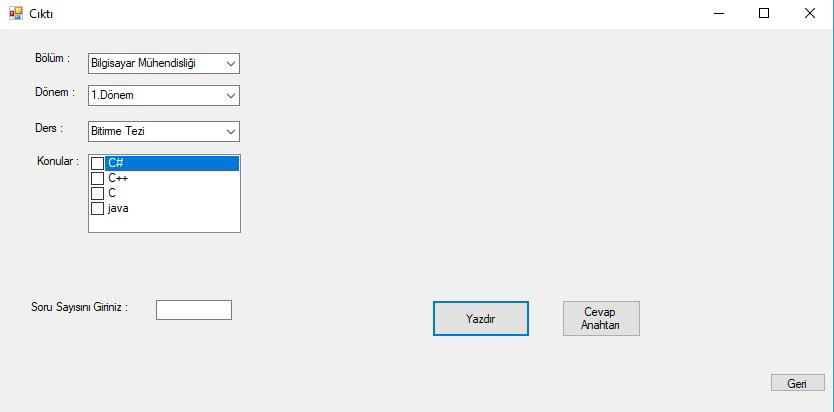 Cıktı
Bölüm :
Bilgisayar Mühendisliği
Dönem :
1.Dönem
Ders :
Bitirme Tezi
Konular :
C#
C++
C
java
Soru Sayısını Giriniz :
Yazdır
Cevap
Anahtarı
Geri